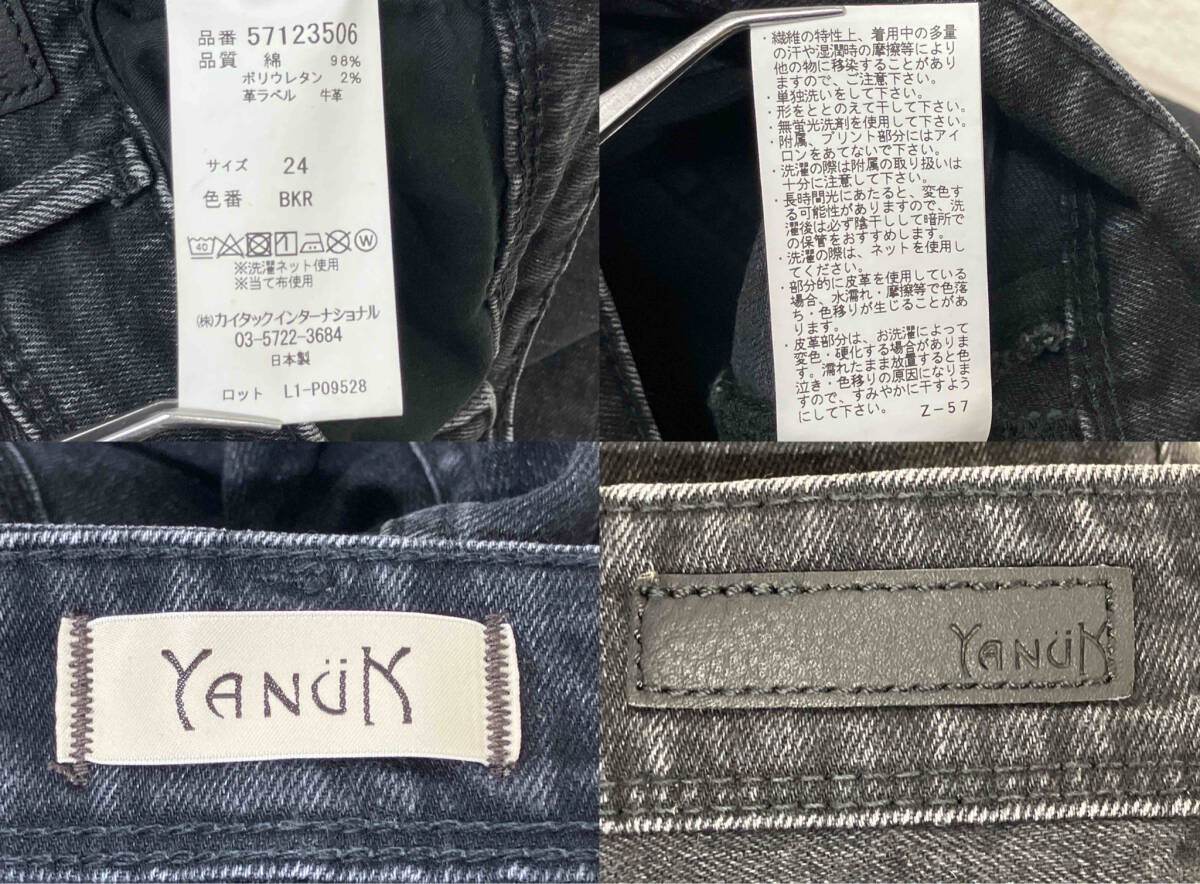 品番 57123506
品質 綿 98%
ポリウレタン 2%
革ラベル 牛革
サイズ 24
色番 BKR
40 W
※洗濯ネット使用
※当て布使用
㈱カイタックインターナショナル
03-5722-3684
日本製
ロット L1-P09528
・繊維の特性上、着用中の多量
の汗や湿潤時の摩擦等により
他の物に移染することがあり
ますので、ご注意下さい。
・単独洗いをして下さい。
・形をととのえて干して下さい。
・無蛍光洗剤を使用して下さい。
・附属、プリント部分にはアイ
ロンをあてないで下さい。
・洗濯の際は附属の取り扱いは
十分に注意して下さい。
・長時間光にあたると、変色す
る可能性がありますので、洗
濯後は必ず陰干しして暗所で
の保管をおすすめします。
・洗濯の際は、ネットを使用し
てください。
・部分的に皮革を使用している
場合、水濡れ・摩擦等で色落
ち・色移りが生じることがあ
ります。
・皮革部分は、お洗濯によって
変色・硬化する場合がありま
す。濡れたまま放置すると色
泣き・色移りの原因になりま
すので、すみやかに干すよう
にして下さい。 Z-57
YANÜK
YANÜK